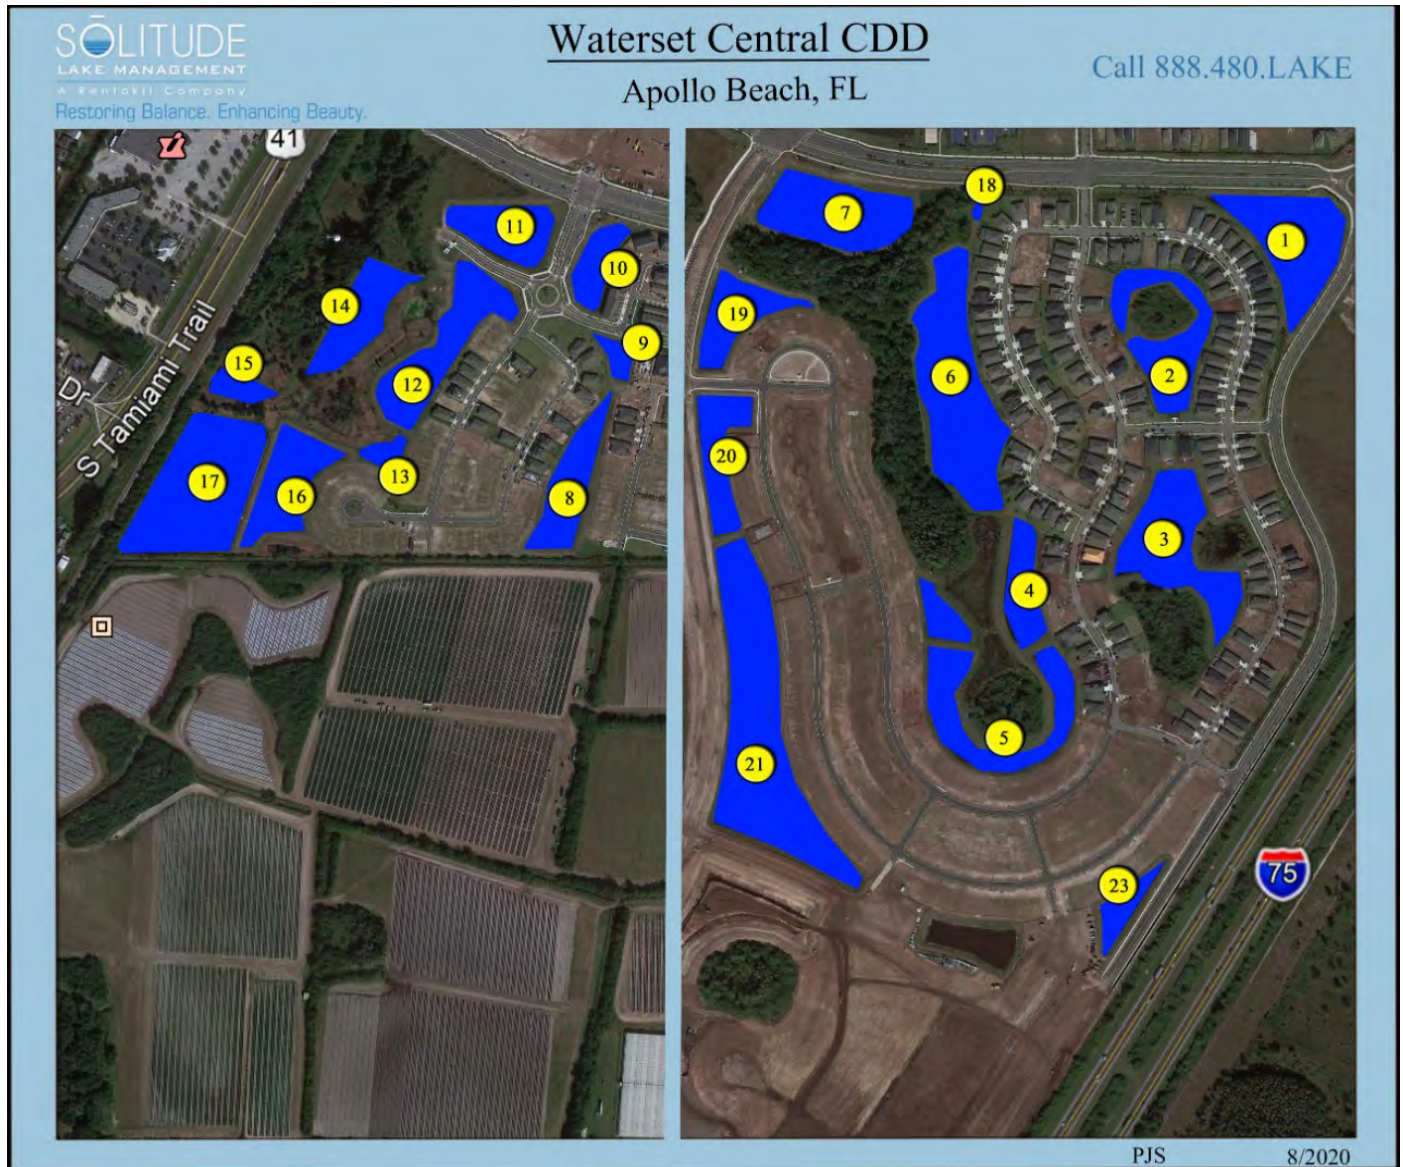 SŌLITUDE
LAKE MANAGEMENT
A Rentokil Company
Restoring Balance. Enhancing Beauty.
Waterset Central CDD
Apollo Beach, FL
Call 888.480.LAKE
41
11
10
14
9
15
12
13
17
16
8
Dr
S Tamiami Trail
18
7
1
19
6
2
20
3
4
5
21
23
75
PJS
8/2020